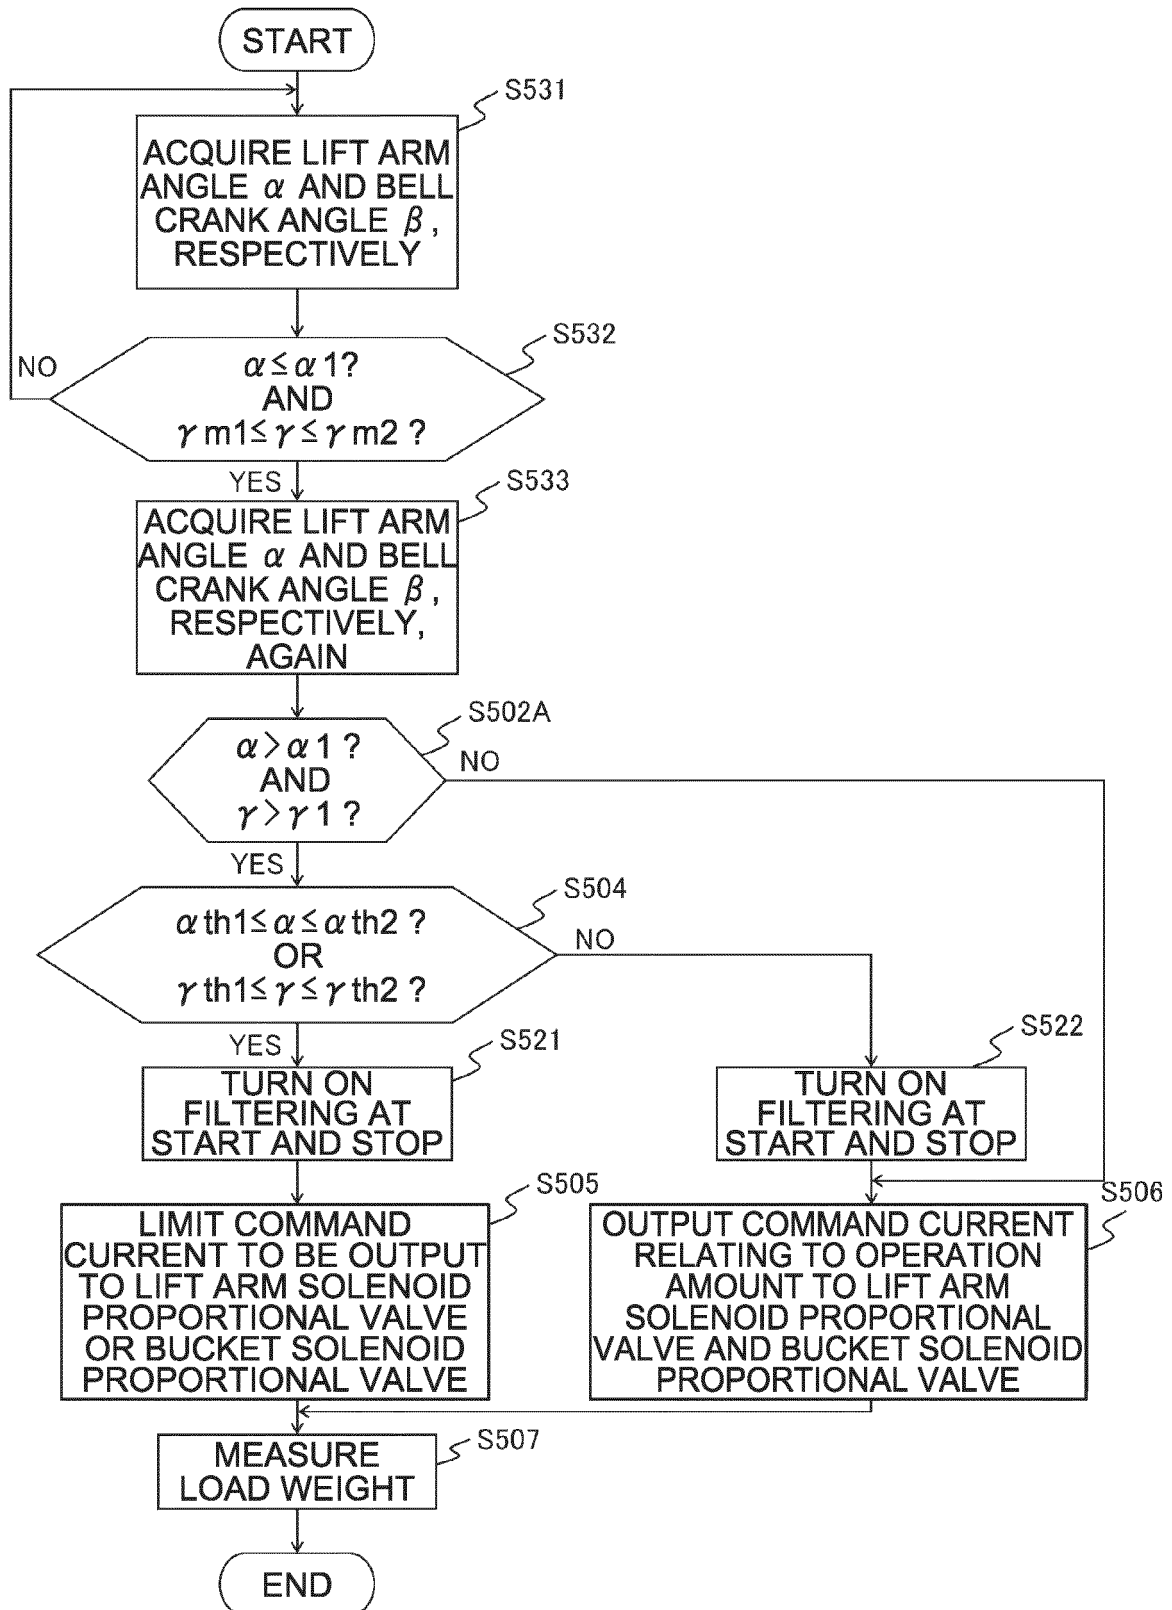 START
S531
ACQUIRE LIFT ARM
ANGLE α AND BELL
CRANK ANGLE β,
RESPECTIVELY
S532
α≤α1?
AND
γm1≤γ≤γm2?
NO
YES
S533
ACQUIRE LIFT ARM
ANGLE α AND BELL
CRANK ANGLE β,
RESPECTIVELY,
AGAIN
S502A
α>α1?
AND
γ>γ1?
NO
YES
S504
αth1≤α≤αth2?
OR
γth1≤γ≤γth2?
NO
YES
S521
TURN ON
FILTERING AT
START AND STOP
S522
TURN ON
FILTERING AT
START AND STOP
S505
LIMIT COMMAND
CURRENT TO BE OUTPUT
TO LIFT ARM SOLENOID
PROPORTIONAL VALVE
OR BUCKET SOLENOID
PROPORTIONAL VALVE
S506
OUTPUT COMMAND CURRENT
RELATING TO OPERATION
AMOUNT TO LIFT ARM
SOLENOID PROPORTIONAL
VALVE AND BUCKET SOLENOID
PROPORTIONAL VALVE
S507
MEASURE
LOAD WEIGHT
END